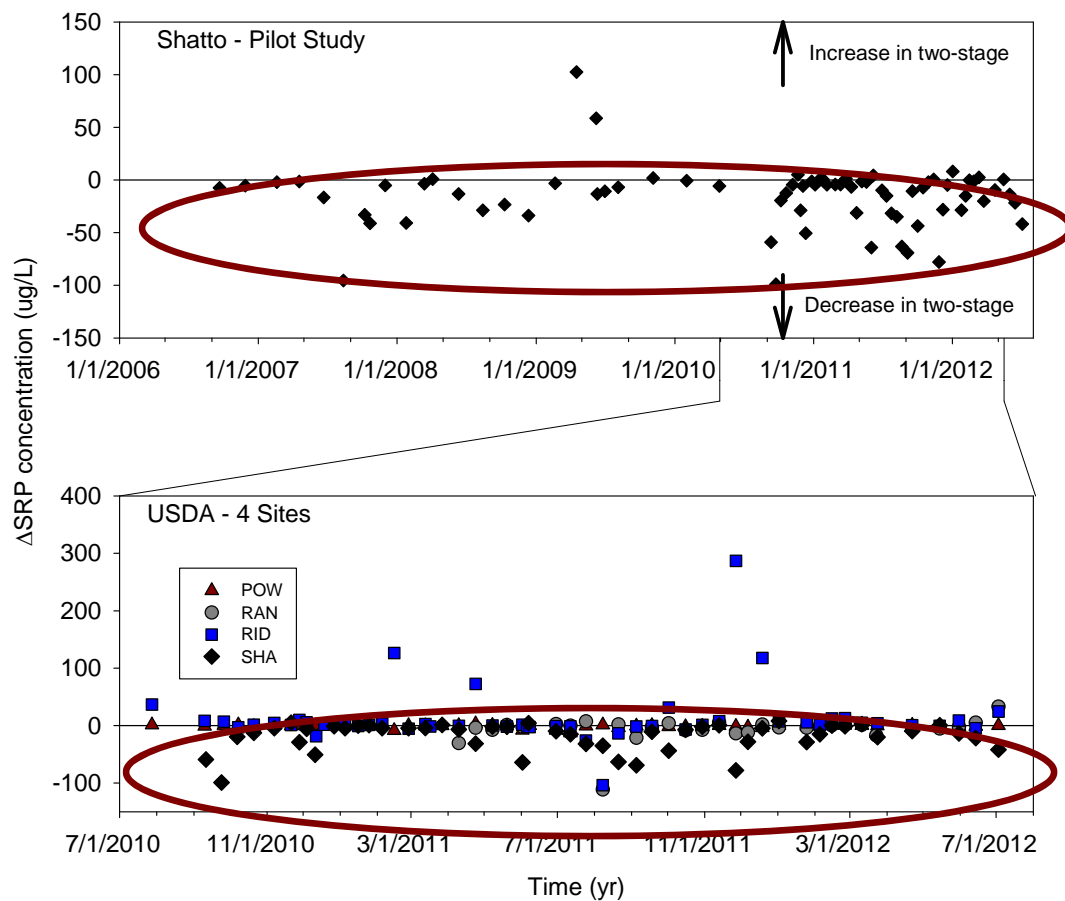 ΔSRP concentration (ug/L)
150
100
50
0
-50
-100
-150
Shatto - Pilot Study
Increase in two-stage
Decrease in two-stage
1/1/2006 1/1/2007 1/1/2008 1/1/2009 1/1/2010 1/1/2011 1/1/2012
400
300
200
100
0
-100
USDA - 4 Sites
POW
RAN
RID
SHA
7/1/2010 11/1/2010 3/1/2011 7/1/2011 11/1/2011 3/1/2012 7/1/2012
Time (yr)